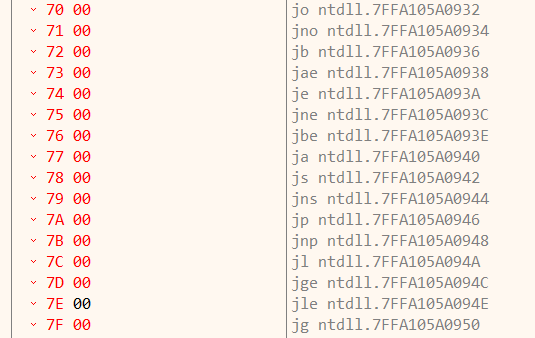 70 00 jo ntdll.7FFA105A0932
71 00 jno ntdll.7FFA105A0934
72 00 jb ntdll.7FFA105A0936
73 00 jae ntdll.7FFA105A0938
74 00 je ntdll.7FFA105A093A
75 00 jne ntdll.7FFA105A093C
76 00 jbe ntdll.7FFA105A093E
77 00 ja ntdll.7FFA105A0940
78 00 js ntdll.7FFA105A0942
79 00 jns ntdll.7FFA105A0944
7A 00 jp ntdll.7FFA105A0946
7B 00 jnp ntdll.7FFA105A0948
7C 00 jl ntdll.7FFA105A094A
7D 00 jge ntdll.7FFA105A094C
7E 00 jle ntdll.7FFA105A094E
7F 00 jg ntdll.7FFA105A0950